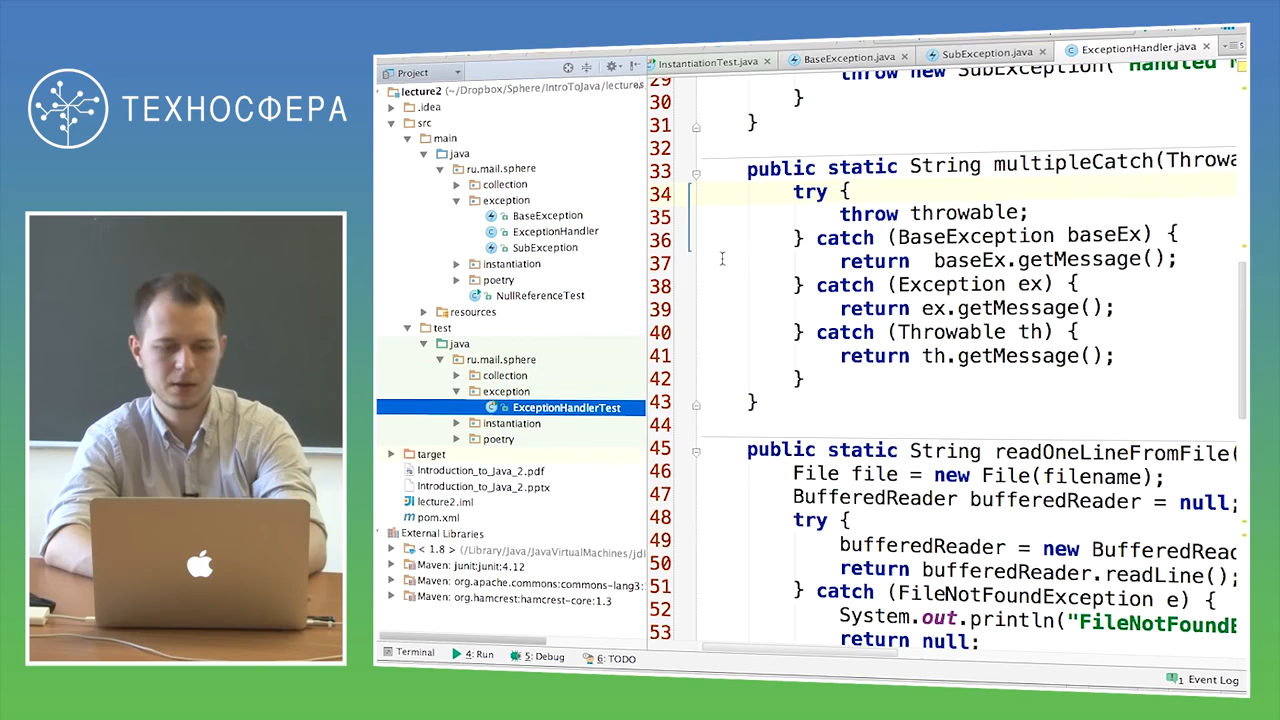 ТЕХНОСФЕРА
Project
lecture2 (~/Dropbox/Sphere/IntroToJava/lecture
.idea
src
main
java
ru.mail.sphere
collection
exception
BaseException
ExceptionHandler
SubException
instantiation
poetry
NullReferenceTest
resources
test
java
ru.mail.sphere
collection
exception
ExceptionHandlerTest
instantiation
poetry
target
Introduction_to_Java_2.pdf
Introduction_to_Java_2.pptx
lecture2.iml
pom.xml
External Libraries
< 1.8 > (/Library/Java/JavaVirtualMachines/jd
Maven: junit:junit:4.12
Maven: org.apache.commons:commons-lang3:
Maven: org.hamcrest:hamcrest-core:1.3
InstantiationTest.java
BaseException.java
SubException.java
ExceptionHandler.java
29 throw new SubException("Handled
30 }
31 }
32
33 public static String multipleCatch(Throwa
34 try {
35 throw throwable;
36 } catch (BaseException baseEx) {
37 return baseEx.getMessage();
38 } catch (Exception ex) {
39 return ex.getMessage();
40 } catch (Throwable th) {
41 return th.getMessage();
42 }
43 }
44
45 public static String readOneLineFromFile(
46 File file = new File(filename);
47 BufferedReader bufferedReader = null;
48 try {
49 bufferedReader = new BufferedRead
50 return bufferedReader.readLine();
51 } catch (FileNotFoundException e) {
52 System.out.println("FileNotFoundE
53 return null;
Terminal
4: Run
5: Debug
6: TODO
1 Event Log